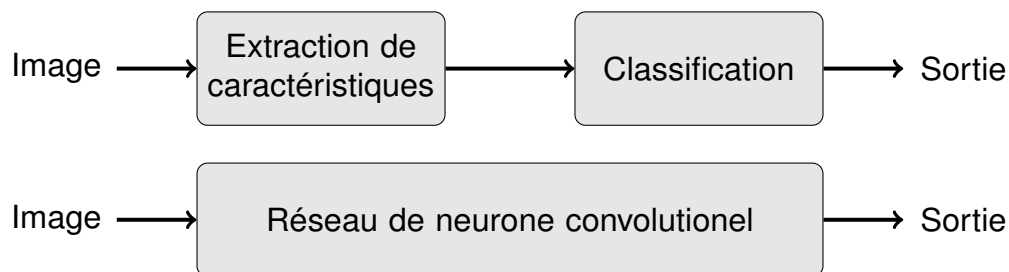 Image
Extraction de
caractéristiques
Classification
Sortie
Image
Réseau de neurone convolutionel
Sortie